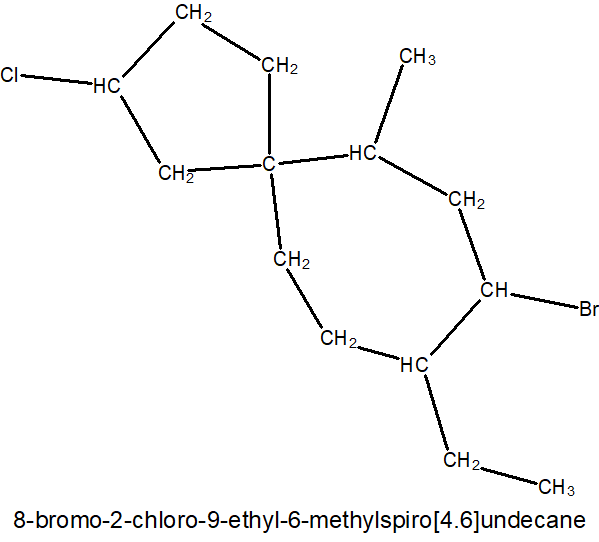 CH2
CH3
Cl
HC
CH2
CH2
C
HC
CH2
CH2
CH
Br
CH2
HC
CH2
CH3
8-bromo-2-chloro-9-ethyl-6-methylspiro[4.6]undecane